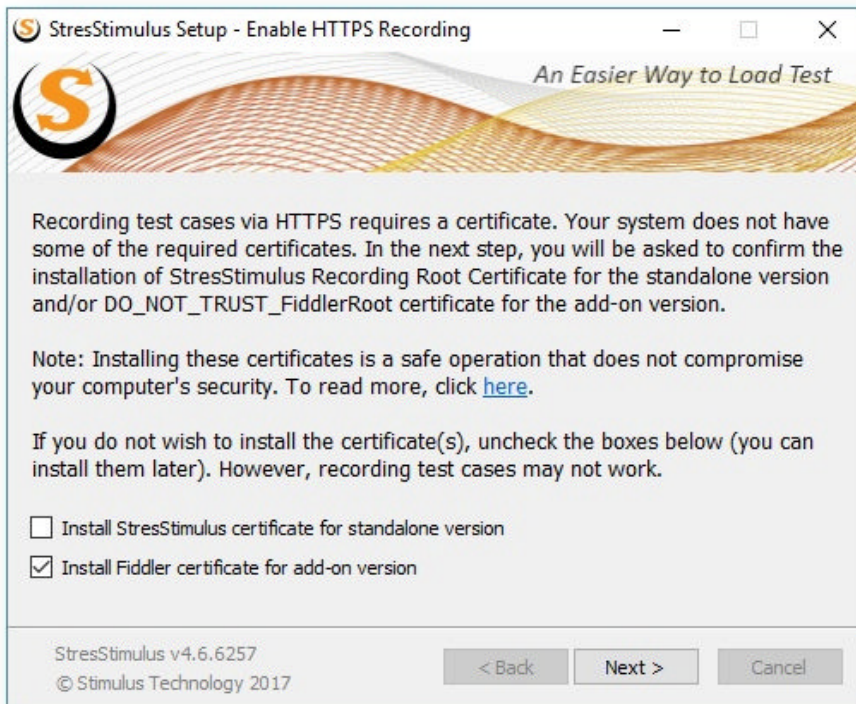 StresStimulus Setup - Enable HTTPS Recording
An Easier Way to Load Test
Recording test cases via HTTPS requires a certificate. Your system does not have
some of the required certificates. In the next step, you will be asked to confirm the
installation of StresStimulus Recording Root Certificate for the standalone version
and/or DO_NOT_TRUST_FiddlerRoot certificate for the add-on version.
Note: Installing these certificates is a safe operation that does not compromise
your computer's security. To read more, click here.
If you do not wish to install the certificate(s), uncheck the boxes below (you can
install them later). However, recording test cases may not work.
Install StresStimulus certificate for standalone version
Install Fiddler certificate for add-on version
StresStimulus v4.6.6257
© Stimulus Technology 2017
< Back Next > Cancel